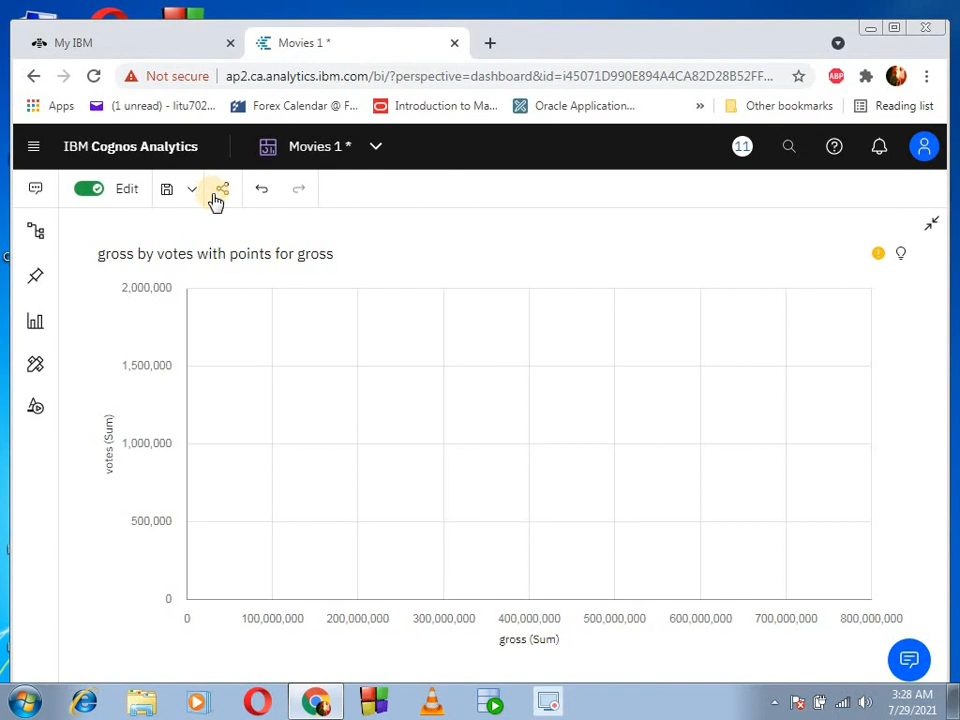 My IBM
Movies 1 *
Not secure
ap2.ca.analytics.ibm.com/bi/?perspective=dashboard&id=i45071D990E894A4CA82D28B52FF...
ABP
Apps
(1 unread) - litu702...
Forex Calendar @ F...
Introduction to Ma...
Oracle Application...
»
Other bookmarks
Reading list
IBM Cognos Analytics
Movies 1 *
11
Edit
gross by votes with points for gross
2,000,000
1,500,000
1,000,000
500,000
0
votes (Sum)
0
100,000,000
200,000,000
300,000,000
400,000,000
500,000,000
600,000,000
700,000,000
800,000,000
gross (Sum)
3:28 AM
7/29/2021